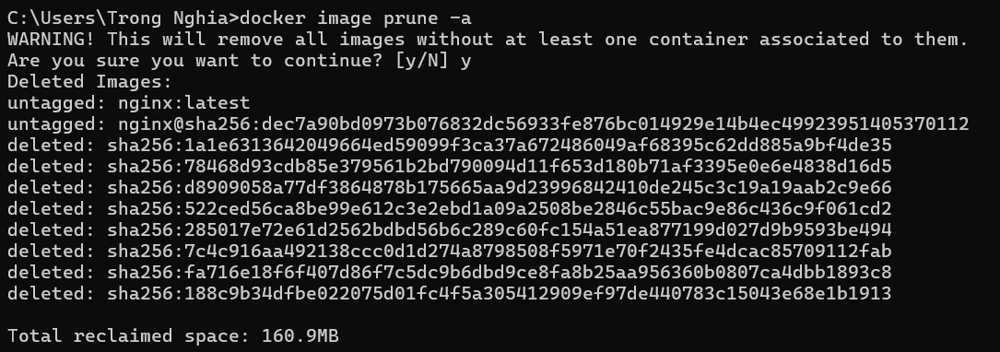 C:\Users\Trong Nghia>docker image prune -a
WARNING! This will remove all images without at least one container associated to them.
Are you sure you want to continue? [y/N] y
Deleted Images:
untagged: nginx:latest
untagged: nginx@sha256:dec7a90bd0973b076832dc56933fe876bc014929e14b4ec49923951405370112
deleted: sha256:1a1e6313642049664ed59099f3ca37a672486049af68395c62dd885a9bf4de35
deleted: sha256:78468d93cdb85e379561b2bd790094d11f653d180b71af3395e0e6e4838d16d5
deleted: sha256:d8909058a77df3864878b175665aa9d23996842410de245c3c19a19aab2c9e66
deleted: sha256:522ced56ca8be99e612c3e2ebd1a09a2508be2846c55bac9e86c436c9f061cd2
deleted: sha256:285017e72e61d2562bdbd56b6c289c60fc154a51ea877199d027d9b9593be494
deleted: sha256:7c4c916aa492138ccc0d1d274a8798508f5971e70f2435fe4dcac85709112fab
deleted: sha256:fa716e18f6f407d86f7c5dc9b6dbd9ce8fa8b25aa956360b0807ca4dbb1893c8
deleted: sha256:188c9b34dfbe022075d01fc4f5a305412909ef97de440783c15043e68e1b1913
Total reclaimed space: 160.9MB